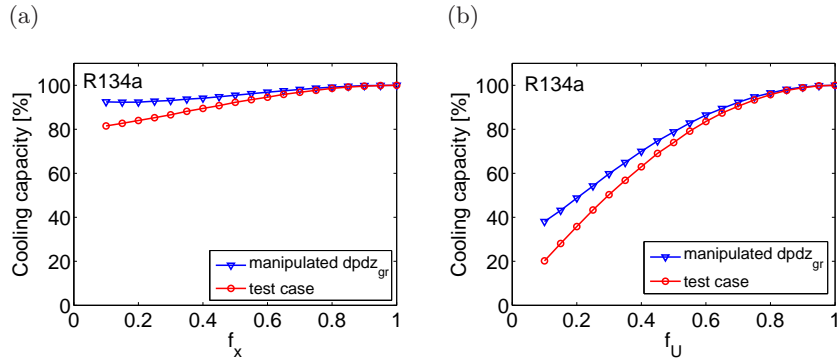 (a)
R134a
Cooling capacity [%]
100
80
60
40
20
0
manipulated dpdz_gr
test case
0 0.2 0.4 0.6 0.8 1
f_x
(b)
R134a
Cooling capacity [%]
100
80
60
40
20
0
manipulated dpdz_gr
test case
0 0.2 0.4 0.6 0.8 1
f_U